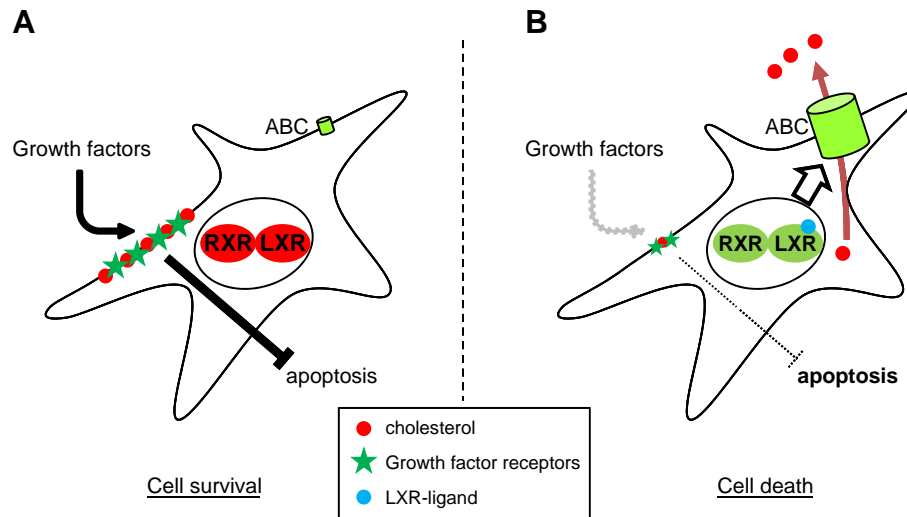 A
ABC
Growth factors
RXR LXR
apoptosis
Cell survival
B
ABC
Growth factors
RXR LXR
apoptosis
Cell death
cholesterol
Growth factor receptors
LXR-ligand